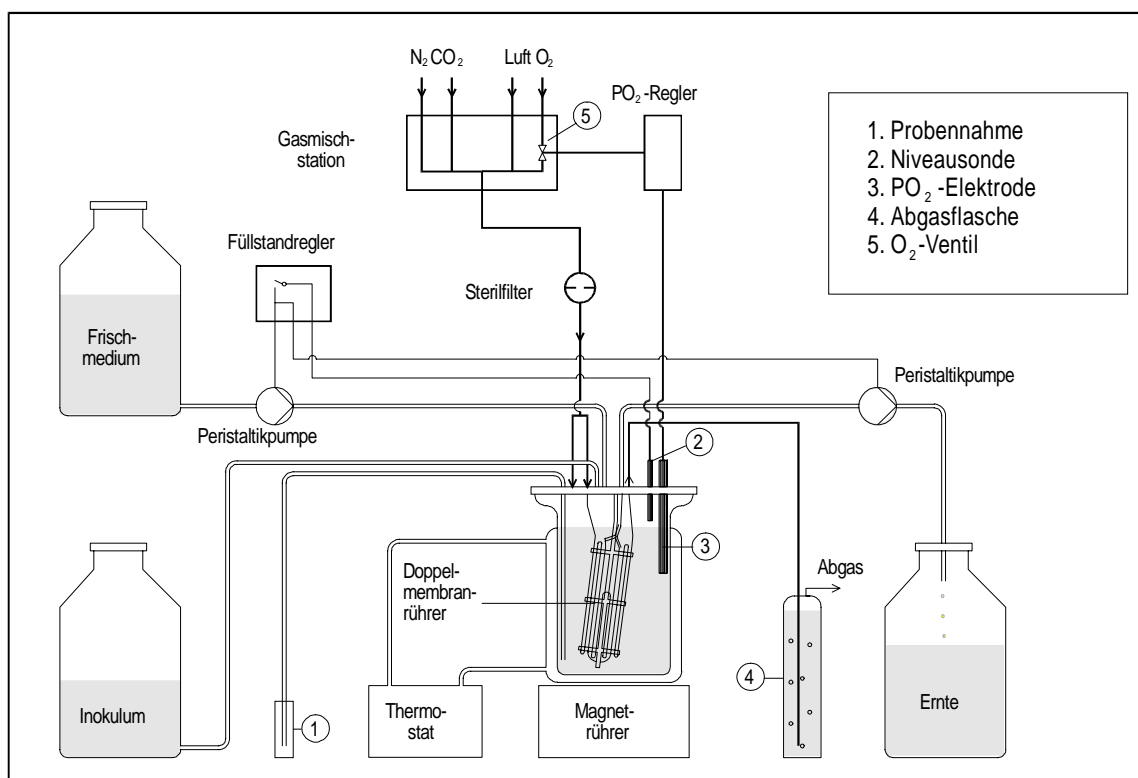 N₂ CO₂ Luft O₂
PO₂-Regler
5
Gasmisch-
station
1. Probennahme
2. Niveausonde
3. PO₂-Elektrode
4. Abgasflasche
5. O₂-Ventil
Füllstandregler
Sterilfilter
Frisch-
medium
Peristaltikpumpe
Peristaltikpumpe
2
3
Doppel-
membran-
rührer
Abgas
4
Inokulum
1
Thermo-
stat
Magnet-
rührer
Ernte